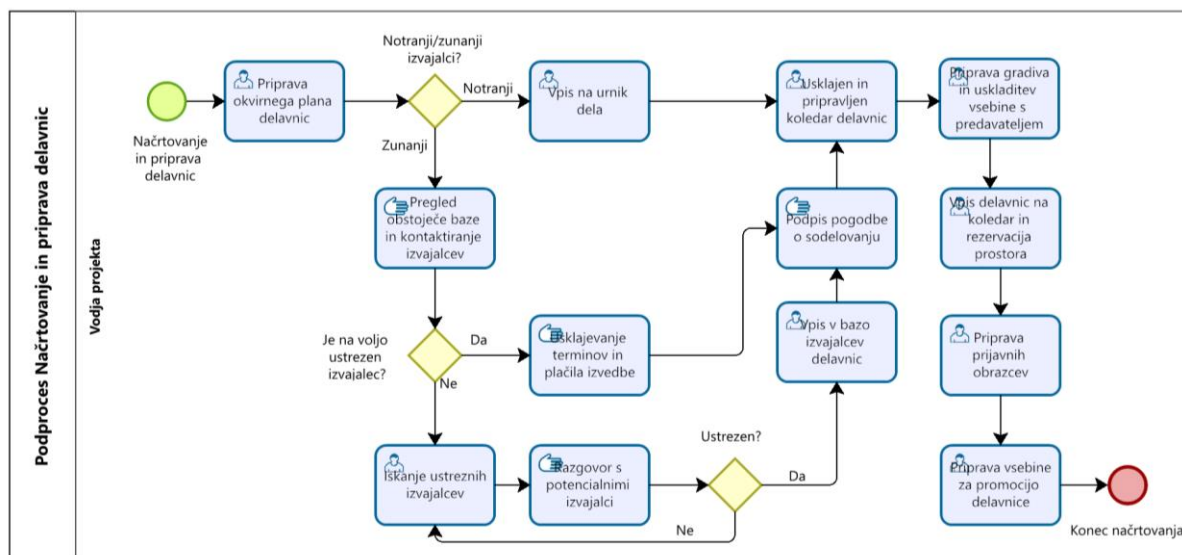 Podproces Načrtovanje in priprava delavnic
Vodja projekta
Načrtovanje
in priprava
delavnic
Priprava
okvirnega plana
delavnic
Notranji/zunanji
izvajalci?
Notranji
Zunanji
Vpis na urnik
dela
Usklajen in
pripravljen
koledar delavnic
Priprava gradiva
in uskladitev
vsebine s
predavateljem
Pregled
obstoječe baze
in kontaktiranje
izvajalcev
Podpis pogodbe
o sodelovanju
Vpis delavnic na
koledar in
rezervacija
prostora
Je na voljo
ustrezen
izvajalec?
Da
Ne
Usklajevanje
terminov in
plačila izvedbe
Vpis v bazo
izvajalcev
delavnic
Priprava
prijavnih
obrazcev
Iskanje ustreznih
izvajalcev
Razgovor s
potencialnimi
izvajalci
Ustrezen?
Da
Ne
Priprava vsebine
za promocijo
delavnice
Konec načrtovanja